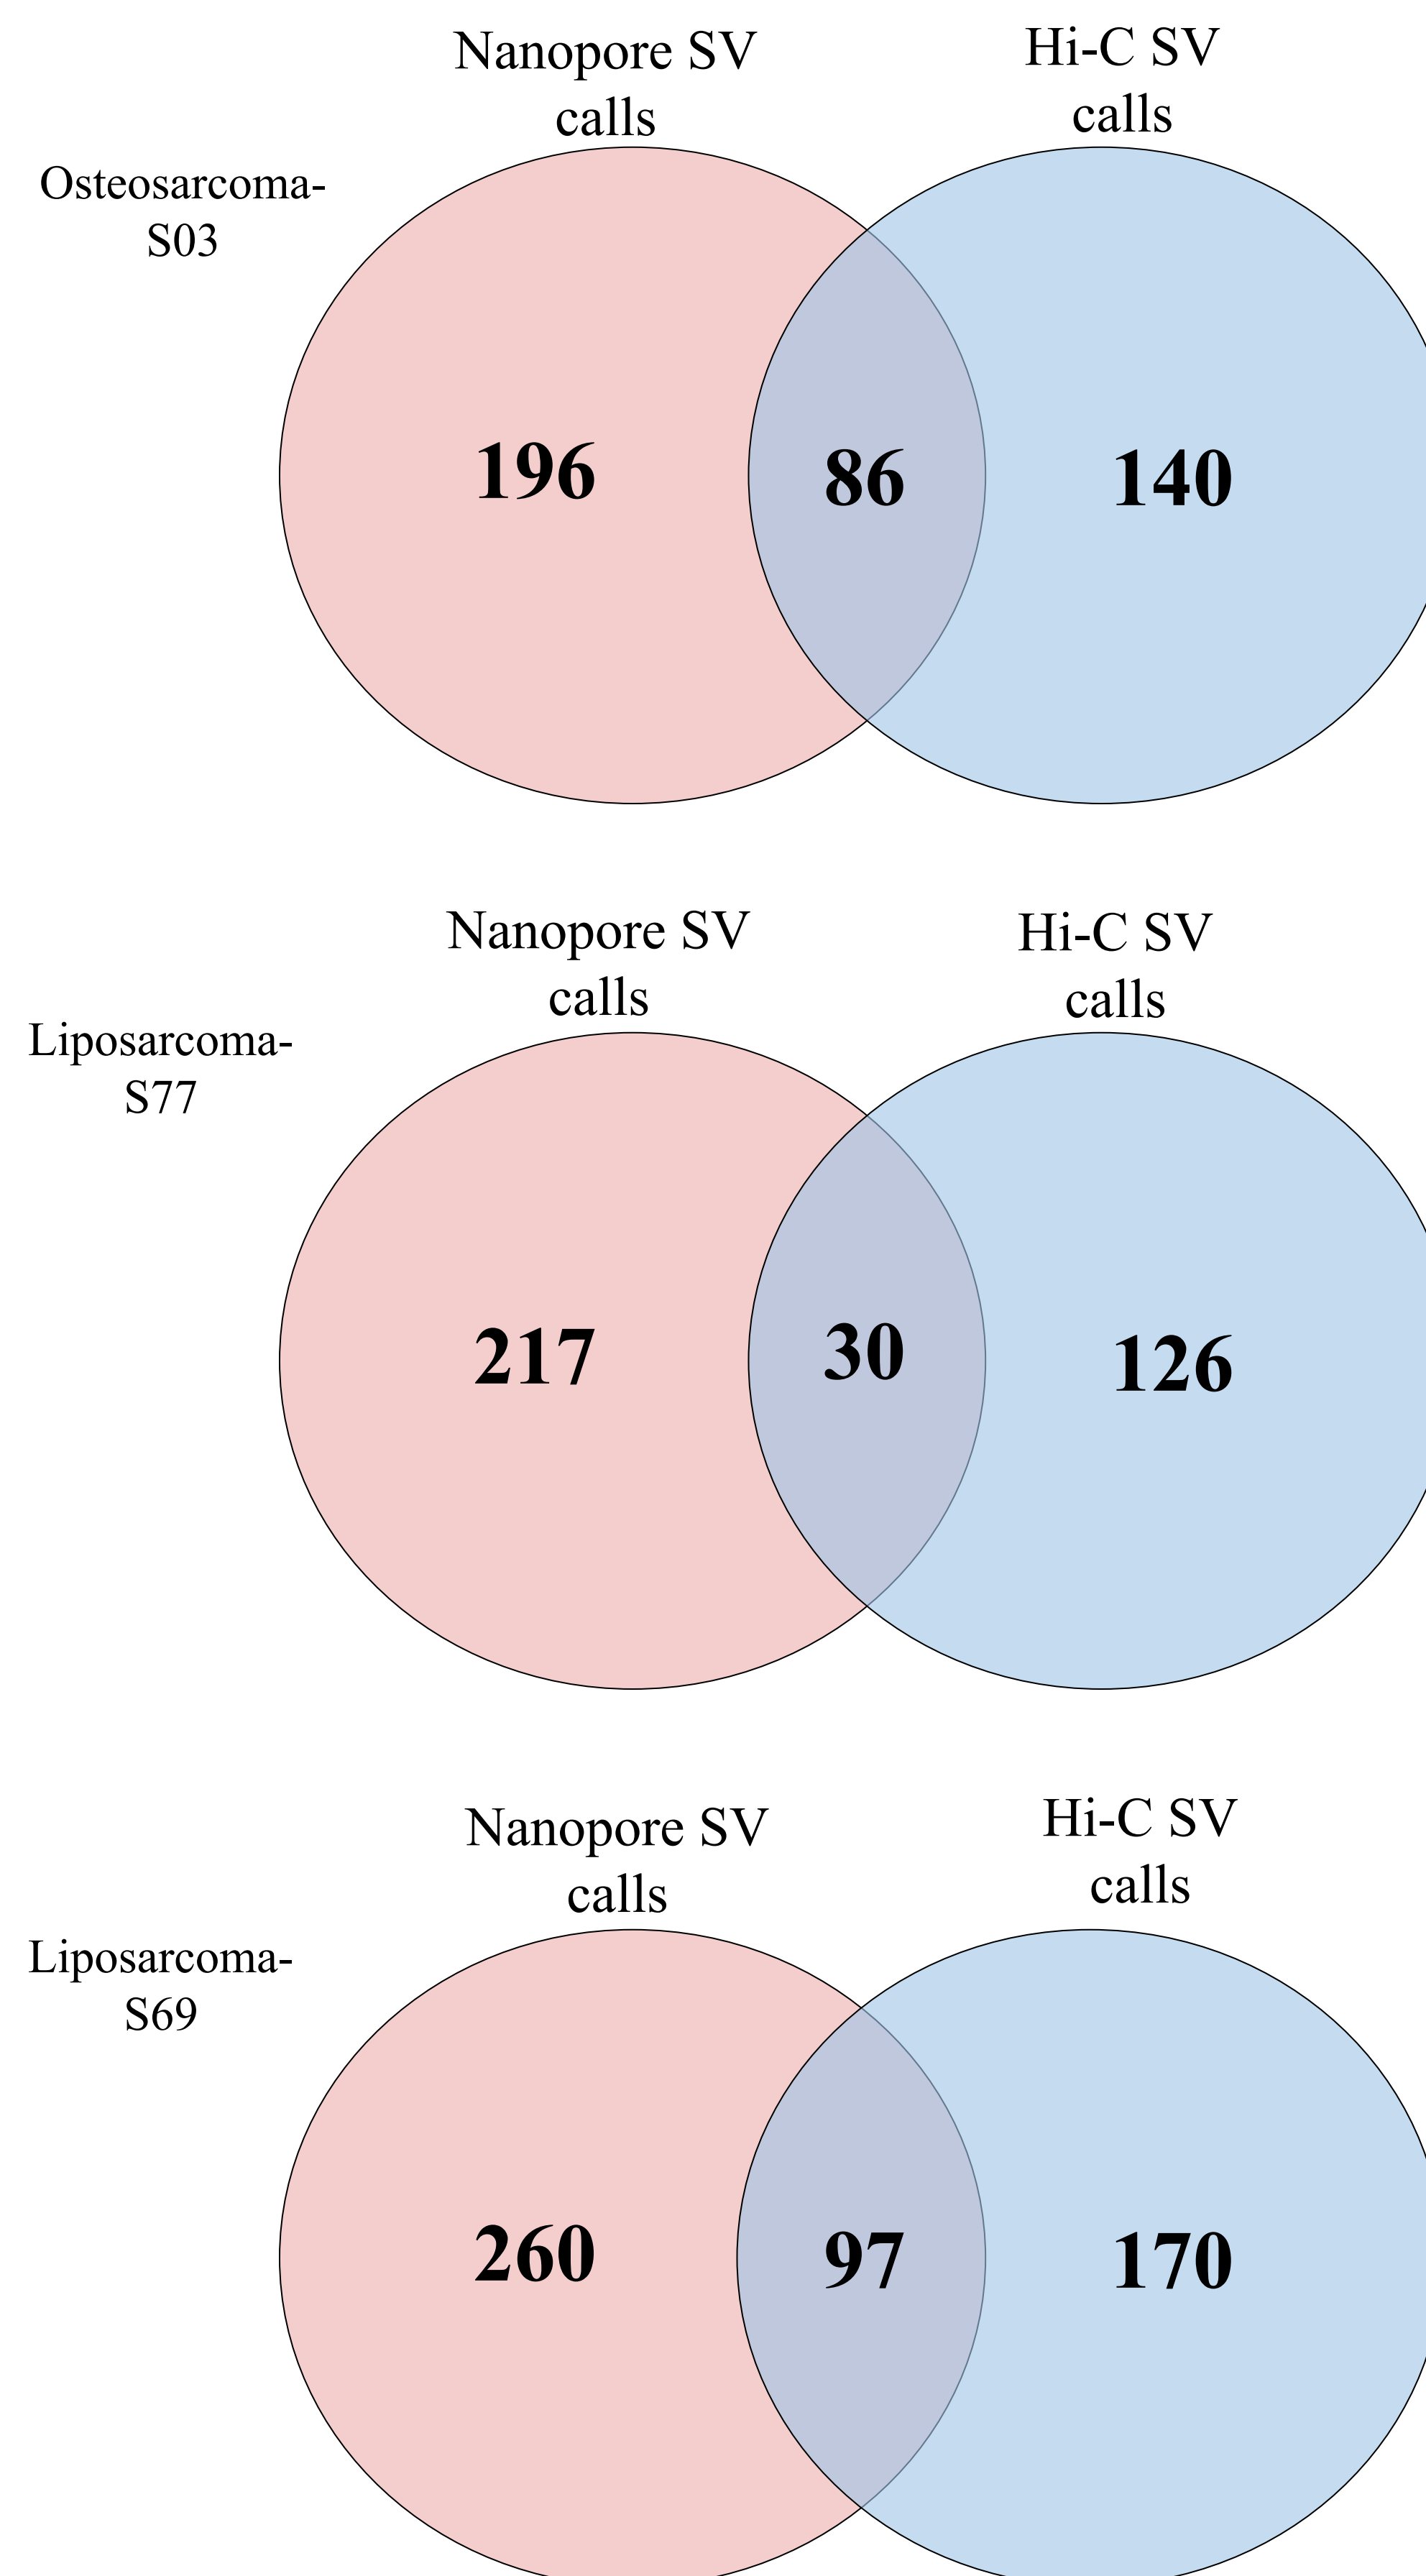 Nanopore SV
calls
Hi-C SV
calls
Osteosarcoma-
S03
196
86
140
Nanopore SV
calls
Hi-C SV
calls
Liposarcoma-
S77
217
30
126
Nanopore SV
calls
Hi-C SV
calls
Liposarcoma-
S69
260
97
170